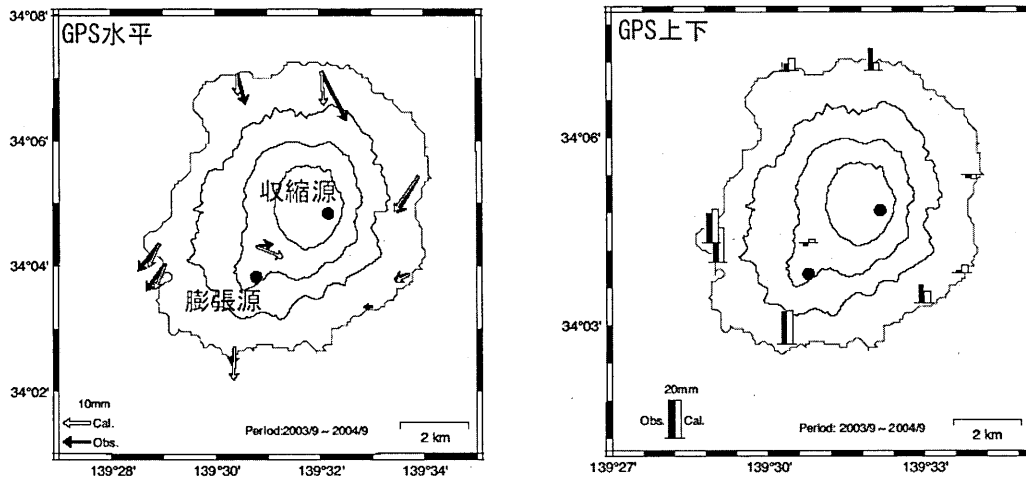 GPS水平
収縮源
膨張源
34°08'
34°06'
34°04'
34°02'
10mm
Cal.
Obs.
Period:2003/9 ~ 2004/9
2 km
139°28'
139°30'
139°32'
139°34'
GPS上下
34°06'
34°03'
20mm
Obs.
Cal.
Period: 2003/9 ~ 2004/9
2 km
139°27'
139°30'
139°33'